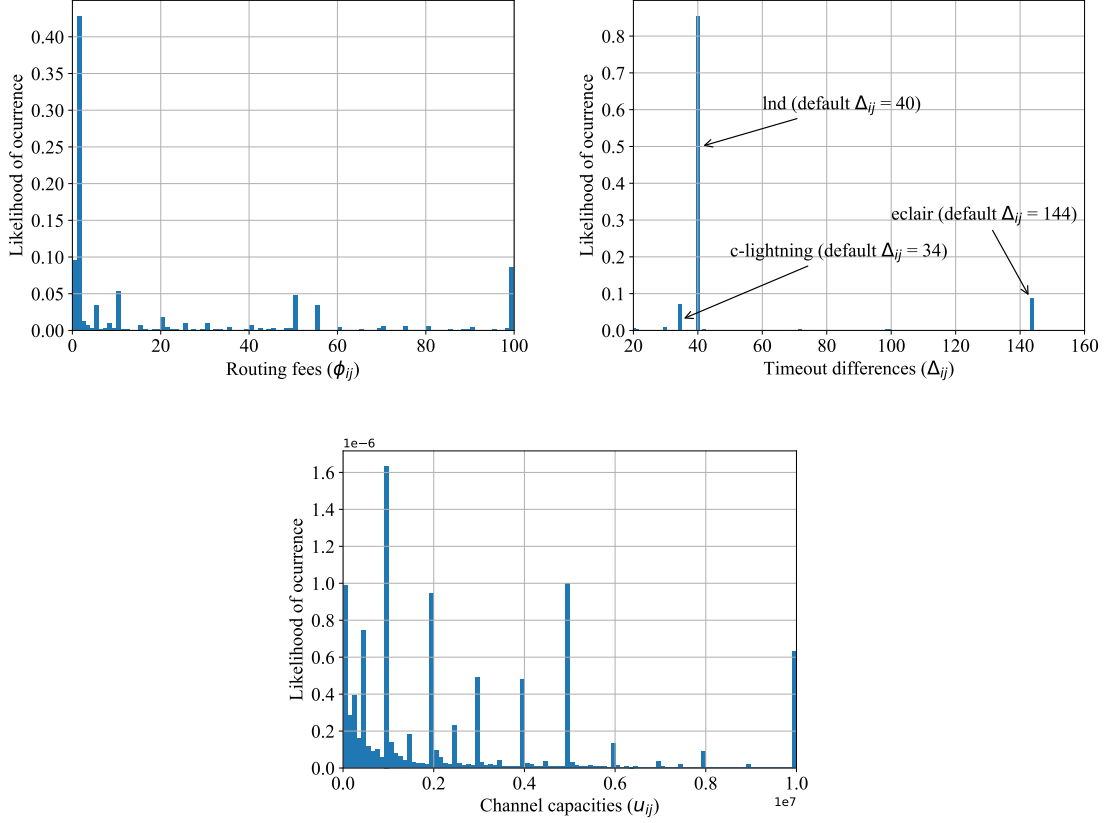 0.40
0.35
0.30
0.25
0.20
0.15
0.10
0.05
0.00
Likelihood of ocurrence
0 20 40 60 80 100
Routing fees (ϕij)
0.8
0.7
0.6
0.5
0.4
0.3
0.2
0.1
0.0
Likelihood of ocurrence
lnd (default Δij = 40)
eclair (default Δij = 144)
c-lightning (default Δij = 34)
20 40 60 80 100 120 140 160
Timeout differences (Δij)
1e−6
1.6
1.4
1.2
1.0
0.8
0.6
0.4
0.2
0.0
Likelihood of ocurrence
0.0 0.2 0.4 0.6 0.8 1.0
Channel capacities (uij)
1e7